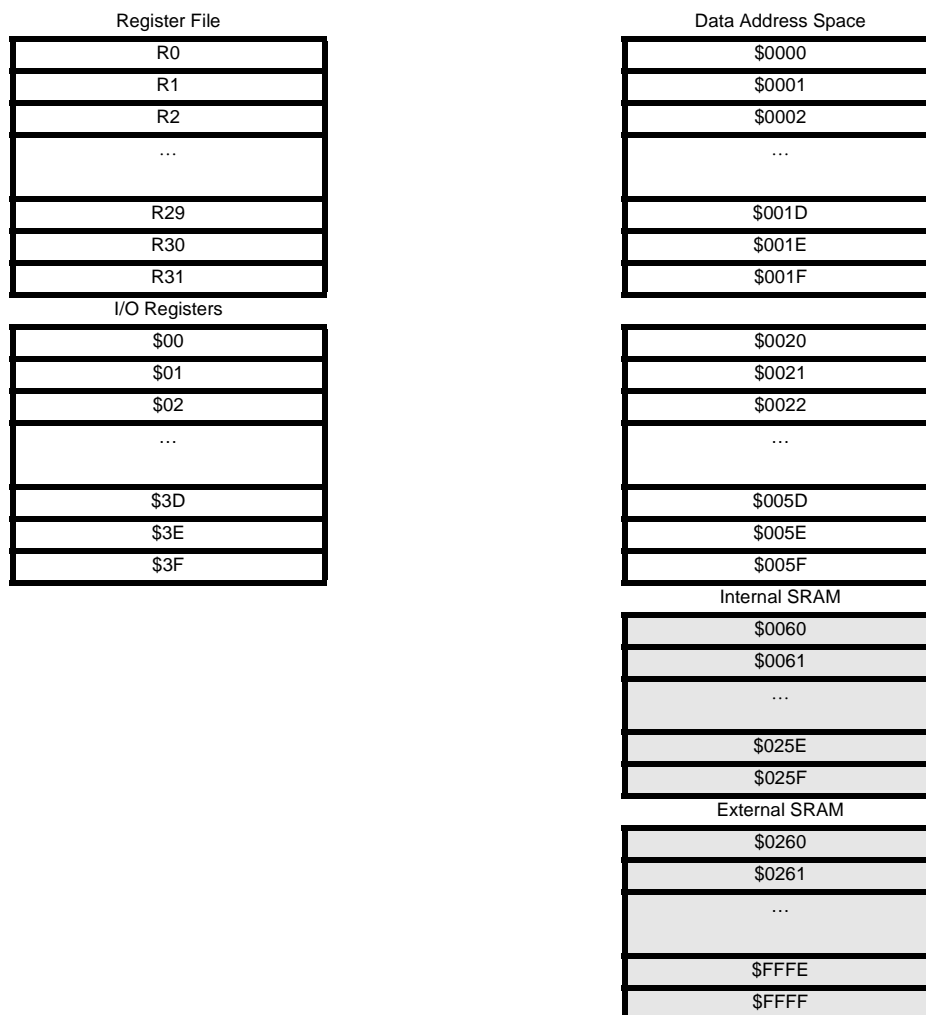 Register File
R0
R1
R2
…
R29
R30
R31
I/O Registers
$00
$01
$02
…
$3D
$3E
$3F
Data Address Space
$0000
$0001
$0002
…
$001D
$001E
$001F
$0020
$0021
$0022
…
$005D
$005E
$005F
Internal SRAM
$0060
$0061
…
$025E
$025F
External SRAM
$0260
$0261
…
$FFFE
$FFFF